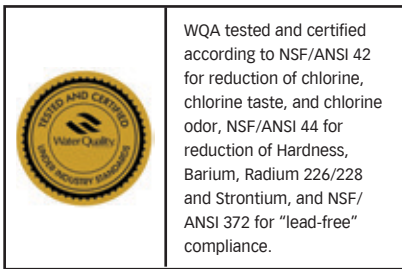 TESTED AND CERTIFIED
Water Quality
UNDER INDUSTRY STANDARDS
WQA tested and certified
according to NSF/ANSI 42
for reduction of chlorine,
chlorine taste, and chlorine
odor, NSF/ANSI 44 for
reduction of Hardness,
Barium, Radium 226/228
and Strontium, and NSF/
ANSI 372 for “lead-free”
compliance.